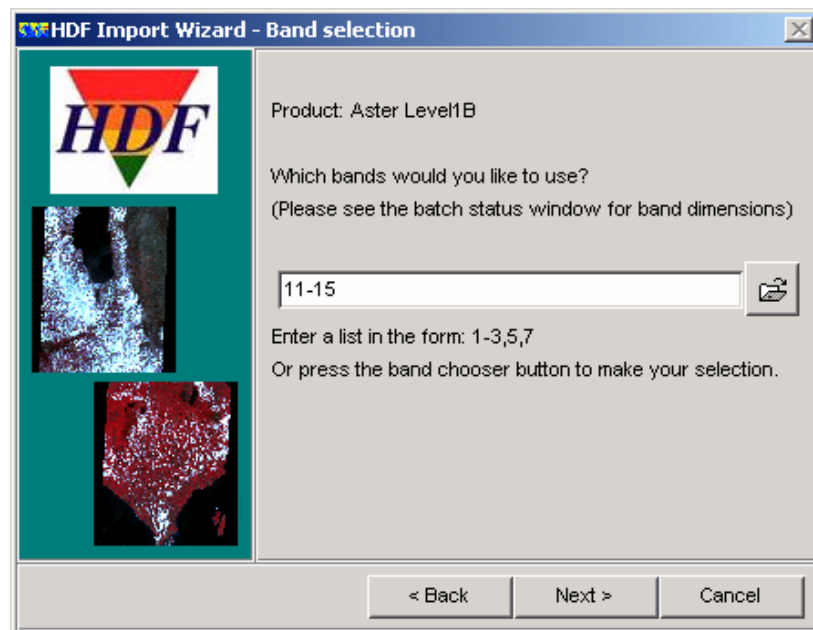 HDF Import Wizard - Band selection
HDF
Product: Aster Level1B
Which bands would you like to use?
(Please see the batch status window for band dimensions)
11-15
Enter a list in the form: 1-3,5,7
Or press the band chooser button to make your selection.
< Back
Next >
Cancel